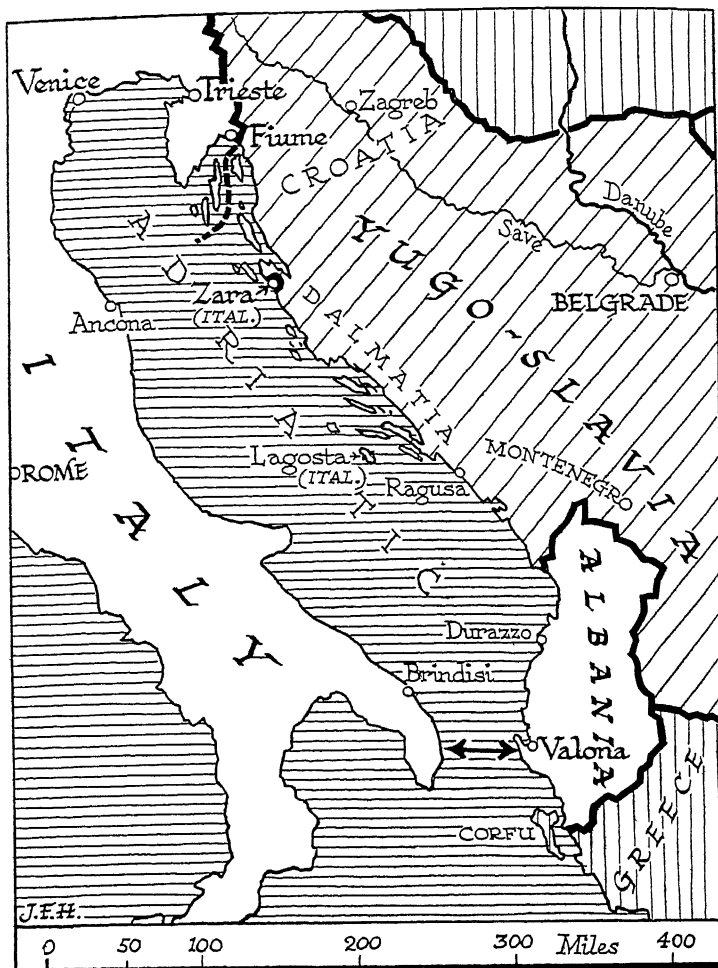 Venice
Trieste
Fiume
Zagreb
CROATIA
Danube
Save
YUGO-SLAVIA
BELGRADE
ADRIATIC
Zara
(ITAL.)
Ancona
DALMATIA
ITALY
ROME
Lagosta
(ITAL.)
Ragusa
MONTENEGRO
ALBANIA
Durazzo
Brindisi
Valona
CORFU
GREECE
J.F.H.
0 50 100 200 300 Miles 400